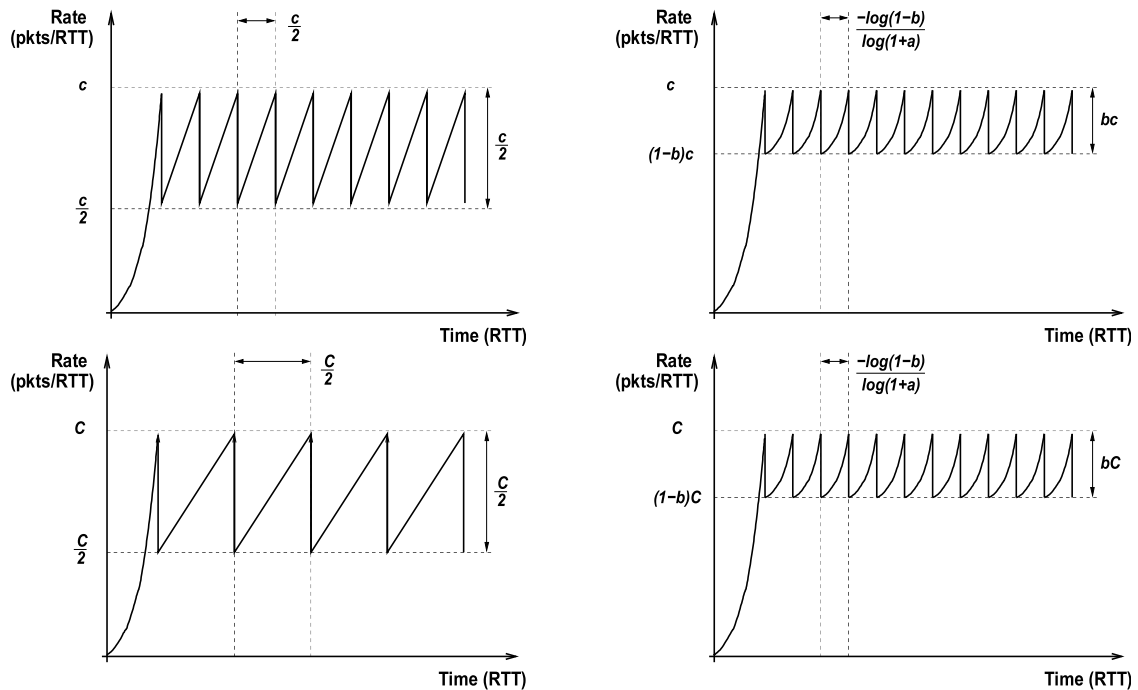 Rate
(pkts/RTT)
c
2
c
c
2
c
2
Time (RTT)
Rate
(pkts/RTT)
−log(1−b)
log(1+a)
c
bc
(1−b)c
Time (RTT)
Rate
(pkts/RTT)
C
2
C
C
2
C
2
Time (RTT)
Rate
(pkts/RTT)
−log(1−b)
log(1+a)
C
bC
(1−b)C
Time (RTT)